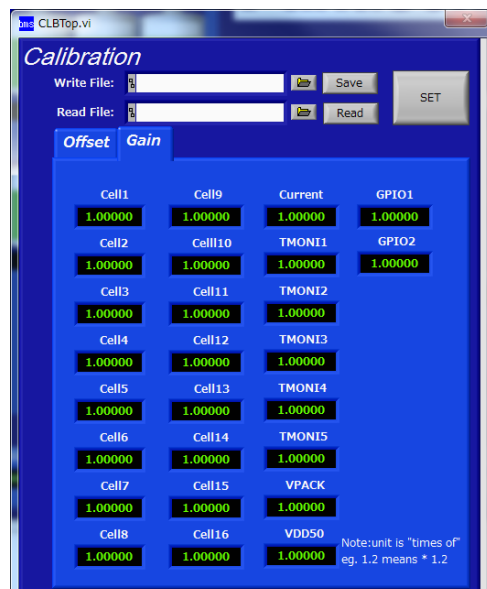 bms CLBTop.vi
Calibration
Write File: Save
SET
Read File: Read
Offset Gain
Cell1 Cell9 Current GPIO1
1.00000 1.00000 1.00000 1.00000
Cell2 Celll10 TMONI1 GPIO2
1.00000 1.00000 1.00000 1.00000
Cell3 Cell11 TMONI2
1.00000 1.00000 1.00000
Cell4 Cell12 TMONI3
1.00000 1.00000 1.00000
Cell5 Cell13 TMONI4
1.00000 1.00000 1.00000
Cell6 Cell14 TMONI5
1.00000 1.00000 1.00000
Cell7 Cell15 VPACK
1.00000 1.00000 1.00000
Cell8 Cell16 VDD50
Note:unit is "times of"
1.00000 1.00000 1.00000 eg. 1.2 means * 1.2